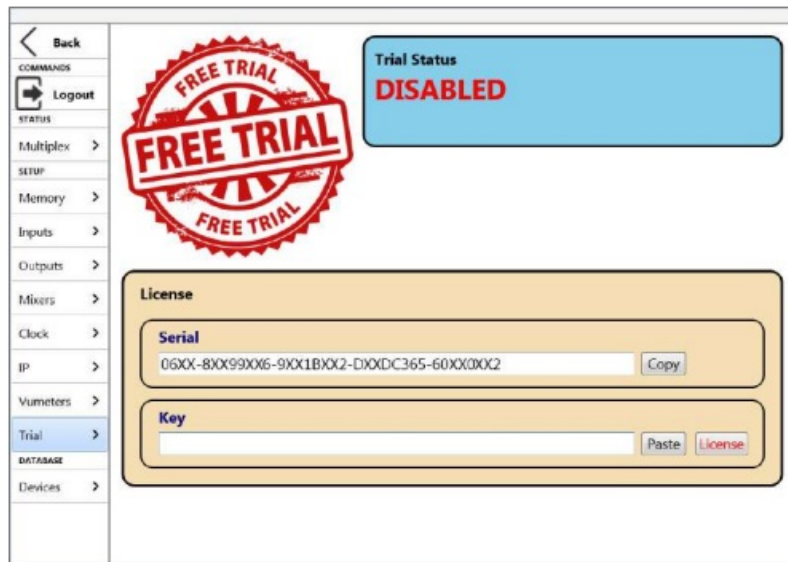 Back
COMMANDS
Logout
STATUS
Multiplex
SETUP
Memory
Inputs
Outputs
Mixers
Clock
IP
Vumeters
Trial
DATABASE
Devices
FREE TRIAL
FREE TRIAL
FREE TRIAL
Trial Status
DISABLED
License
Serial
06XX-8XX99XX6-9XX1BXX2-DXXDC365-60XX0XX2 Copy
Key
Paste License